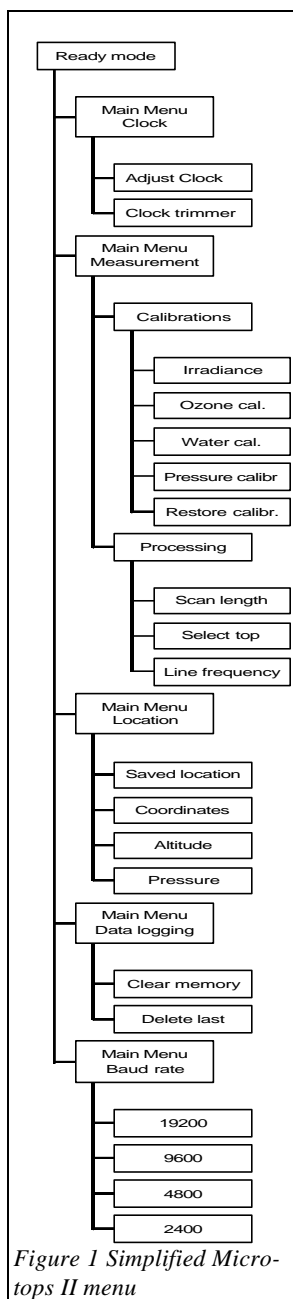 Ready mode
Main Menu
Clock
Adjust Clock
Clock trimmer
Main Menu
Measurement
Calibrations
Irradiance
Ozone cal.
Water cal.
Pressure calibr
Restore calibr.
Processing
Scan length
Select top
Line frequency
Main Menu
Location
Saved location
Coordinates
Altitude
Pressure
Main Menu
Data logging
Clear memory
Delete last
Main Menu
Baud rate
19200
9600
4800
2400
Figure 1 Simplified Micro-
tops II menu